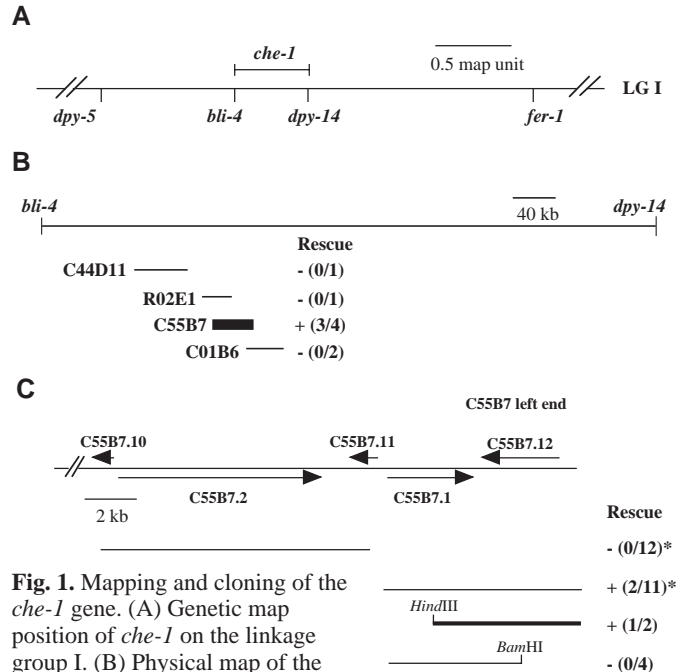 A
che-1
0.5 map unit
LG I
dpy-5 bli-4 dpy-14 fer-1
B
bli-4 dpy-14
40 kb
Rescue
C44D11 - (0/1)
R02E1 - (0/1)
C55B7 + (3/4)
C01B6 - (0/2)
C
C55B7 left end
C55B7.10 C55B7.11 C55B7.12
C55B7.2 C55B7.1
2 kb
Rescue
- (0/12)*
+ (2/11)*
HindIII
+ (1/2)
BamHI
- (0/4)
Fig. 1. Mapping and cloning of the
che-1 gene. (A) Genetic map
position of che-1 on the linkage
group I. (B) Physical map of the